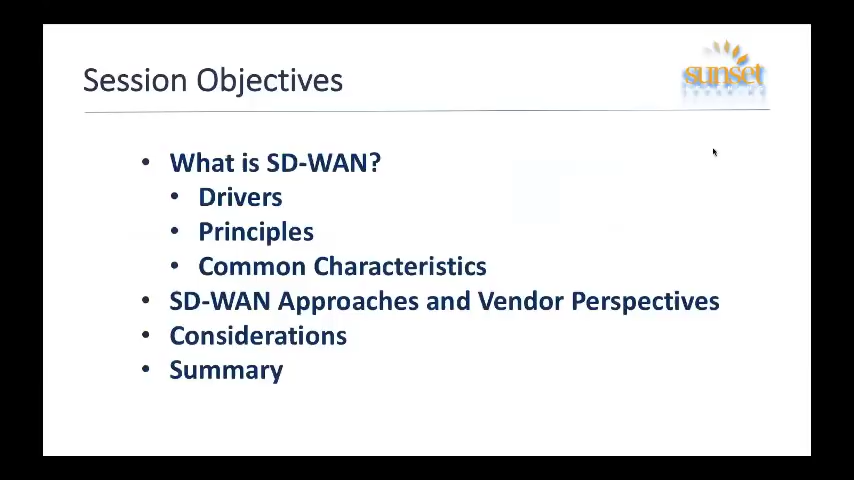 Session Objectives
sunset
• What is SD-WAN?
• Drivers
• Principles
• Common Characteristics
• SD-WAN Approaches and Vendor Perspectives
• Considerations
• Summary